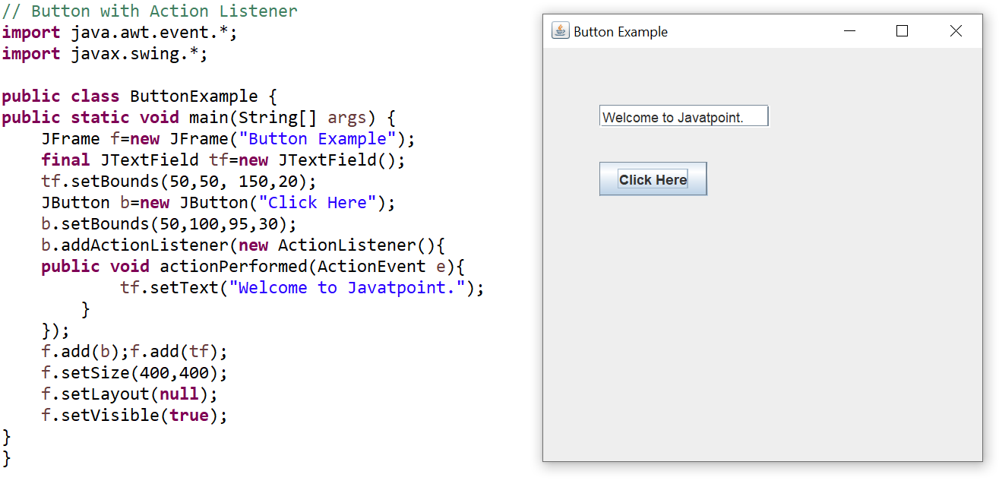 // Button with Action Listener
import java.awt.event.*;
import javax.swing.*;
public class ButtonExample {
public static void main(String[] args) {
JFrame f=new JFrame("Button Example");
final JTextField tf=new JTextField();
tf.setBounds(50,50, 150,20);
JButton b=new JButton("Click Here");
b.setBounds(50,100,95,30);
b.addActionListener(new ActionListener(){
public void actionPerformed(ActionEvent e){
tf.setText("Welcome to Javatpoint.");
}
});
f.add(b);f.add(tf);
f.setSize(400,400);
f.setLayout(null);
f.setVisible(true);
}
}
Button Example
Welcome to Javatpoint.
Click Here